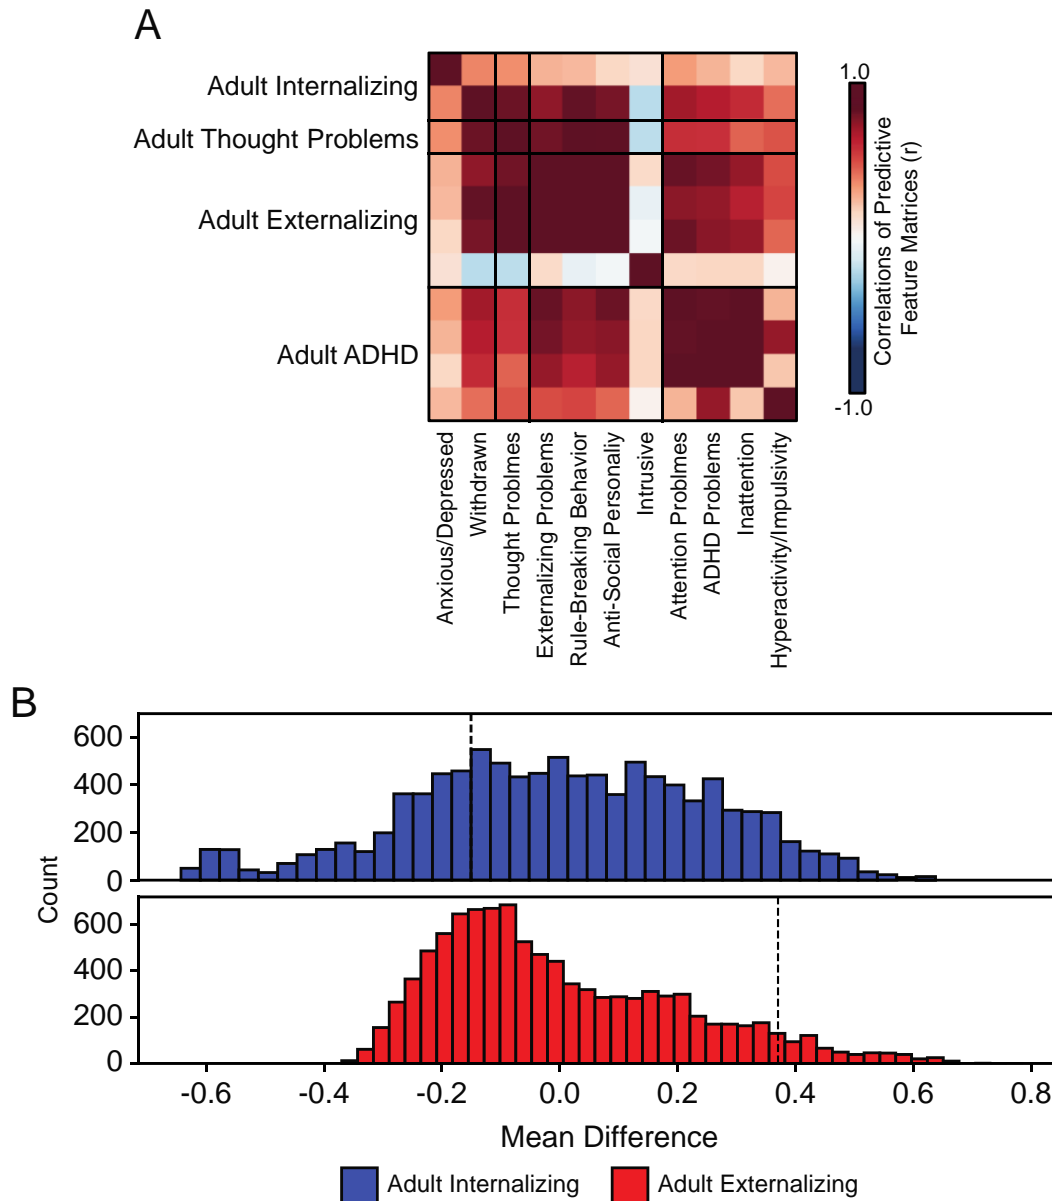 A
Adult Internalizing
Adult Thought Problems
Adult Externalizing
Adult ADHD
1.0
-1.0
Correlations of Predictive
Feature Matrices (r)
Anxious/Depressed
Withdrawn
Thought Problmes
Externalizing Problems
Rule-Breaking Behavior
Anti-Social Personaliy
Intrusive
Attention Problmes
ADHD Problems
Inattention
Hyperactivity/Impulsivity
B
600
400
200
0
Count
600
400
200
0
-0.6 -0.4 -0.2 0.0 0.2 0.4 0.6 0.8
Mean Difference
Adult Internalizing Adult Externalizing